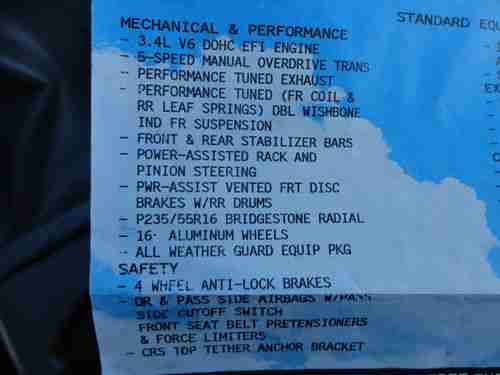 STANDARD EQU
MECHANICAL & PERFORMANCE
- 3.4L V6 DOHC EFI ENGINE
- 5-SPEED MANUAL OVERDRIVE TRANS
- PERFORMANCE TUNED EXHAUST
- PERFORMANCE TUNED (FR COIL &
RR LEAF SPRINGS) DBL WISHBONE
IND FR SUSPENSION
- FRONT & REAR STABILIZER BARS
- POWER-ASSISTED RACK AND
PINION STEERING
- PWR-ASSIST VENTED FRT DISC
BRAKES W/RR DRUMS
- P235/55R16 BRIDGESTONE RADIAL
- 16" ALUMINUM WHEELS
- ALL WEATHER GUARD EQUIP PKG
SAFETY
- 4 WHEEL ANTI-LOCK BRAKES
- DR & PASS SIDE AIRBAGS W/PASS
SIDE CUTOFF SWITCH
FRONT SEAT BELT PRETENSIONERS
& FORCE LIMITERS
- CRS TOP TETHER ANCHOR BRACKET